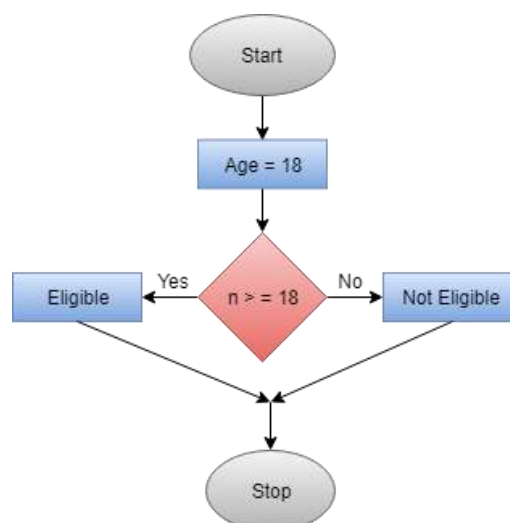 Start
Age = 18
Yes
No
Eligible
n > = 18
Not Eligible
Stop